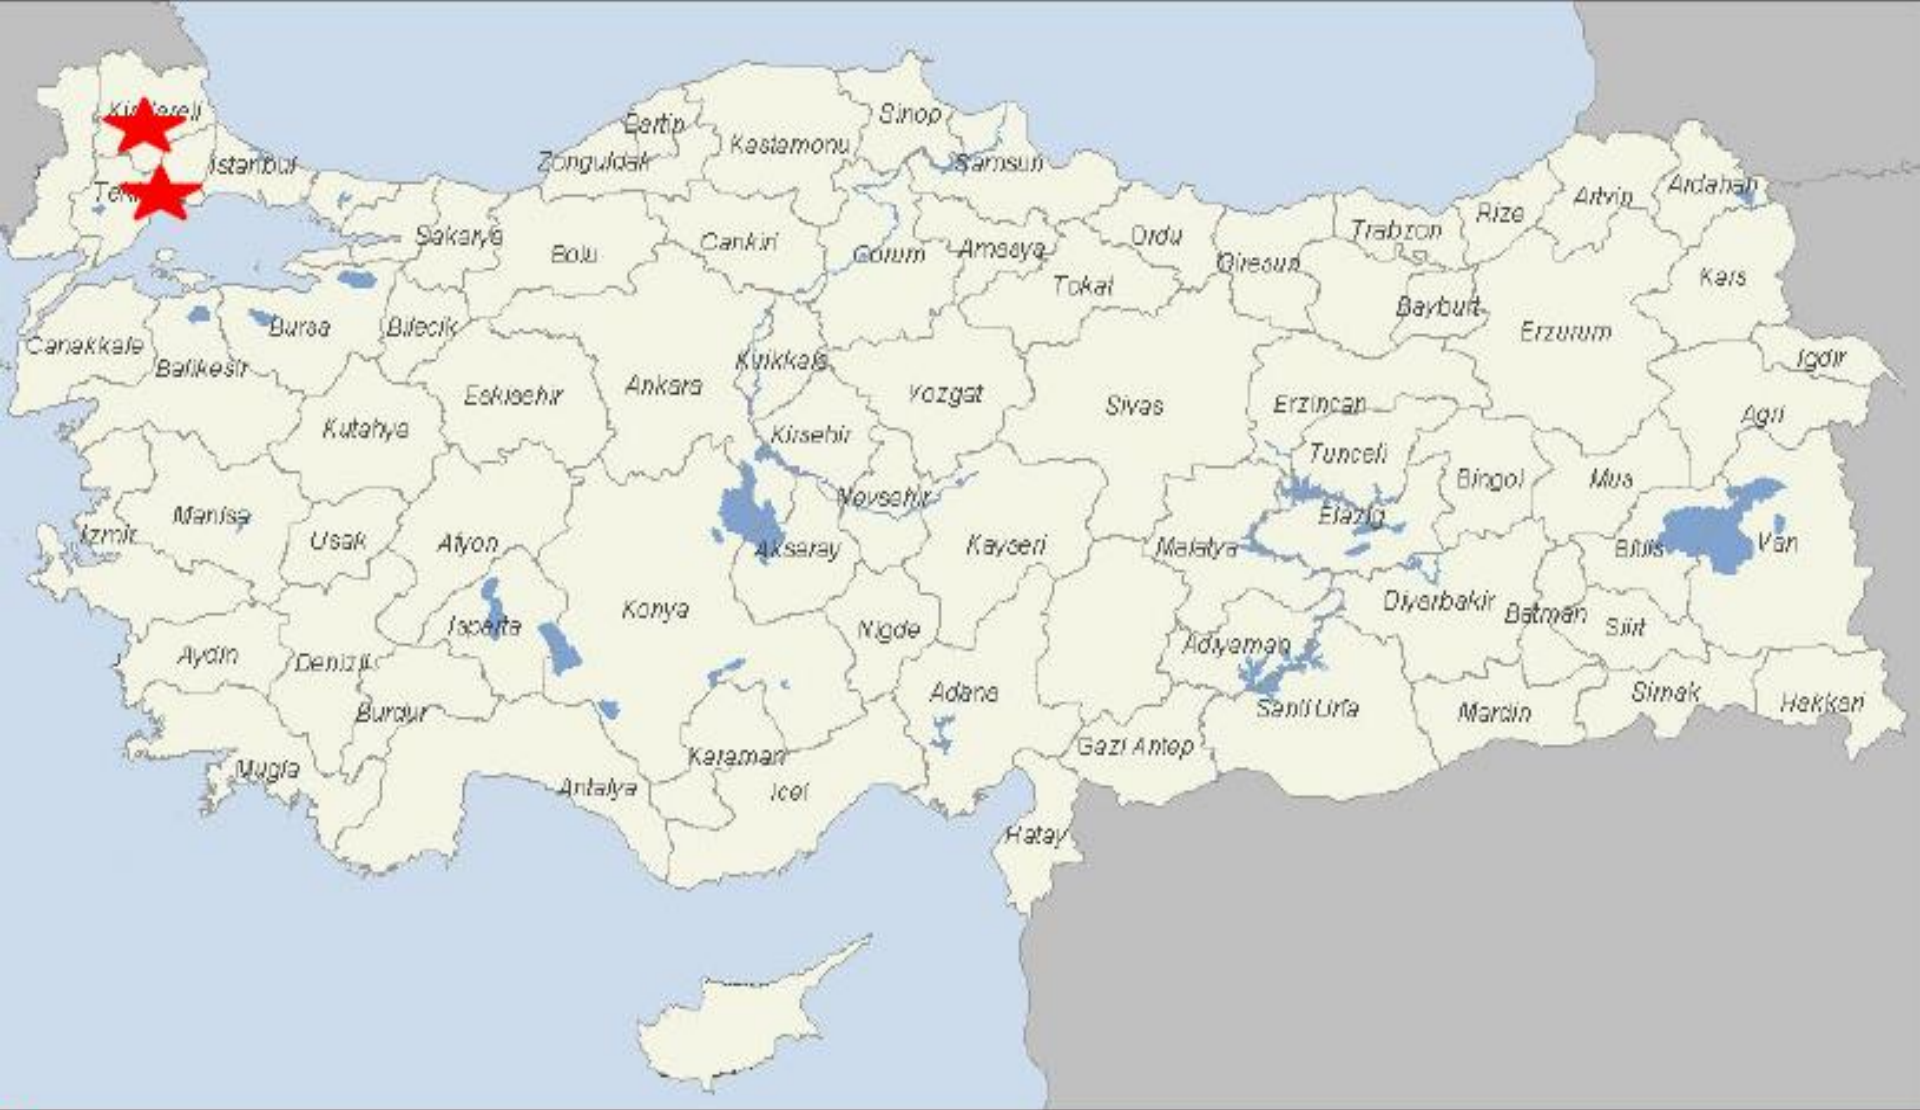 Istanbul
Bartin
Zonguldak
Kastamonu
Sinop
Samsun
Sakarya
Bolu
Cankiri
Corum
Amasya
Tokat
Ordu
Giresun
Trabzon
Rize
Artvin
Ardahan
Kars
Bayburt
Erzurum
Igdir
Agri
Canakkale
Balikesir
Bursa
Bilecik
Kutahya
Eskisehir
Ankara
Kirikkale
Kirsehir
Yozgat
Sivas
Erzincan
Tunceli
Bingol
Mus
Izmir
Manisa
Usak
Afyon
Konya
Aksaray
Nevsehir
Kayseri
Malatya
Elazig
Bitlis
Van
Aydin
Denizli
Isparta
Burdur
Nigde
Adana
Adiyaman
Diyarbakir
Batman
Siirt
Mugla
Antalya
Karaman
Icel
Hatay
Gazi Antep
Sanli Urfa
Mardin
Sirnak
Hakkari